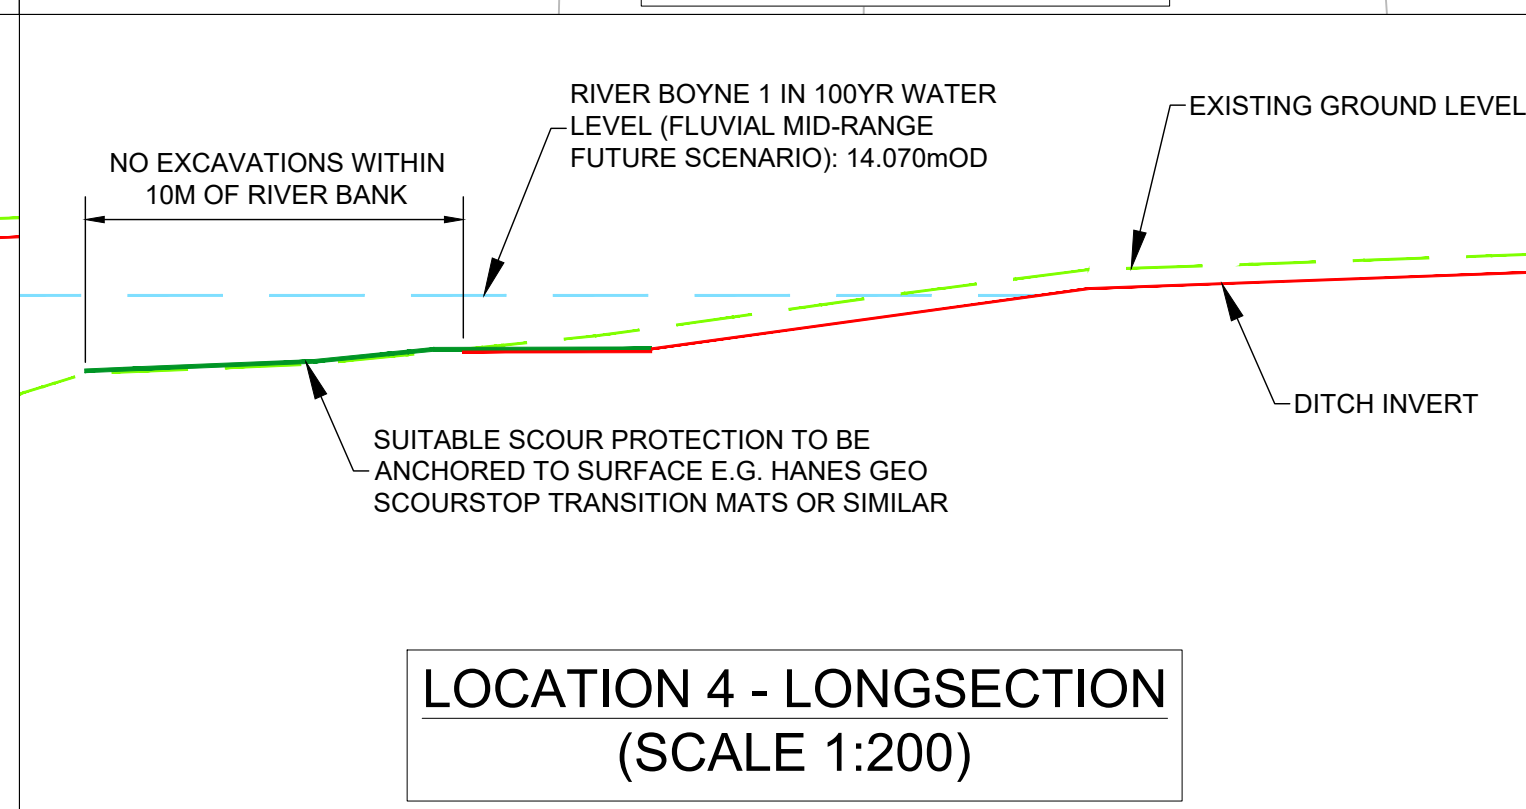 RIVER BOYNE 1 IN 100YR WATER
LEVEL (FLUVIAL MID-RANGE
FUTURE SCENARIO): 14.070mOD
EXISTING GROUND LEVEL
NO EXCAVATIONS WITHIN
10M OF RIVER BANK
DITCH INVERT
SUITABLE SCOUR PROTECTION TO BE
ANCHORED TO SURFACE E.G. HANES GEO
SCOURSTOP TRANSITION MATS OR SIMILAR
LOCATION 4 - LONGSECTION
(SCALE 1:200)